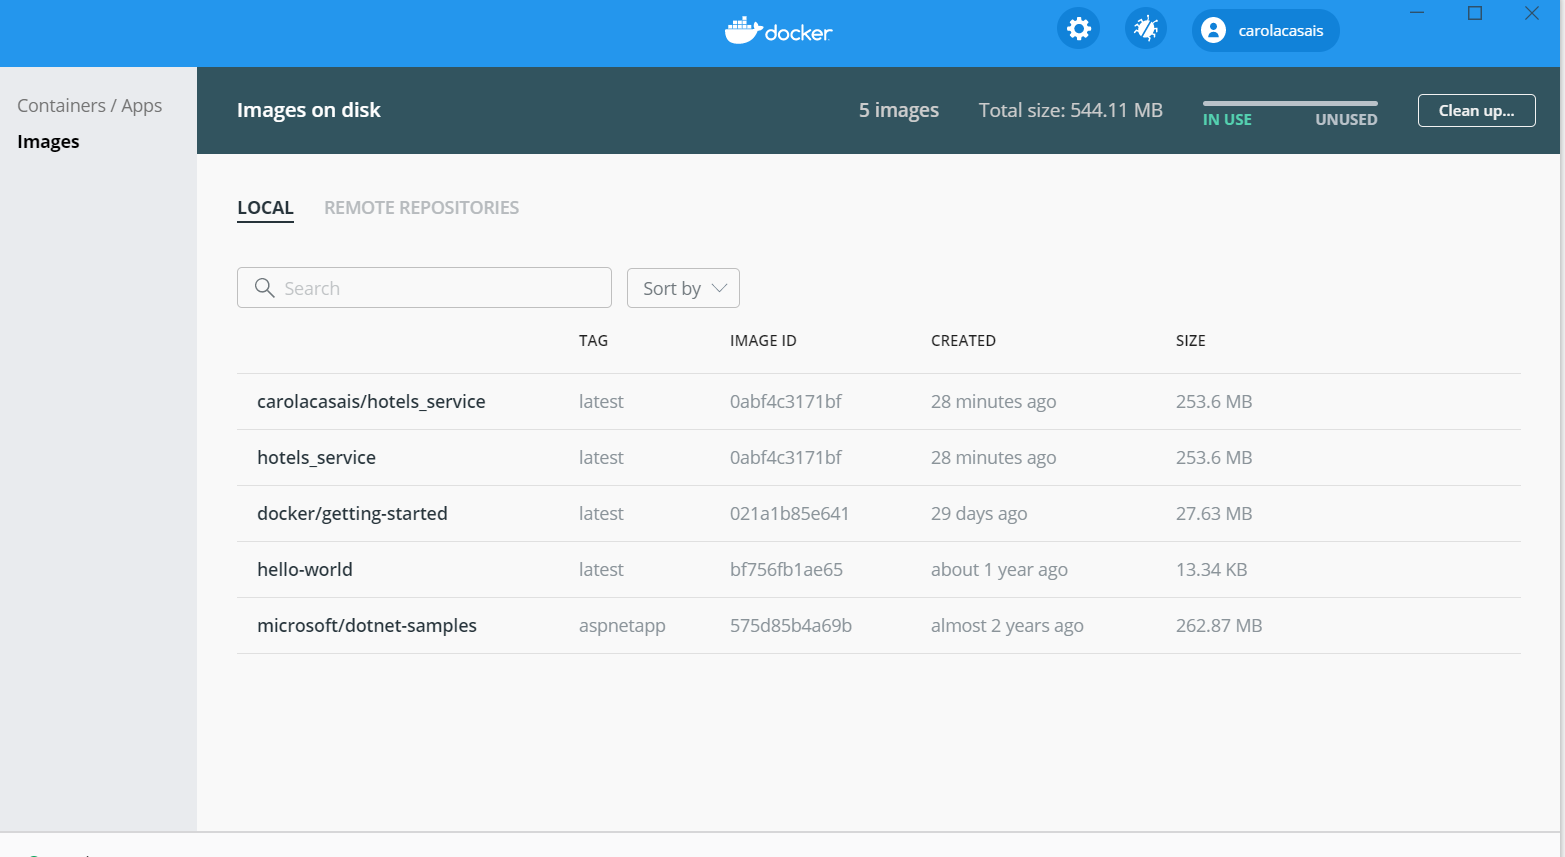 docker
carolacasais
Containers / Apps
Images
Images on disk
5 images
Total size: 544.11 MB
IN USE
UNUSED
Clean up...
LOCAL
REMOTE REPOSITORIES
Search
Sort by
TAG IMAGE ID CREATED SIZE
carolacasais/hotels_service latest 0abf4c3171bf 28 minutes ago 253.6 MB
hotels_service latest 0abf4c3171bf 28 minutes ago 253.6 MB
docker/getting-started latest 021a1b85e641 29 days ago 27.63 MB
hello-world latest bf756fb1ae65 about 1 year ago 13.34 KB
microsoft/dotnet-samples aspnetapp 575d85b4a69b almost 2 years ago 262.87 MB